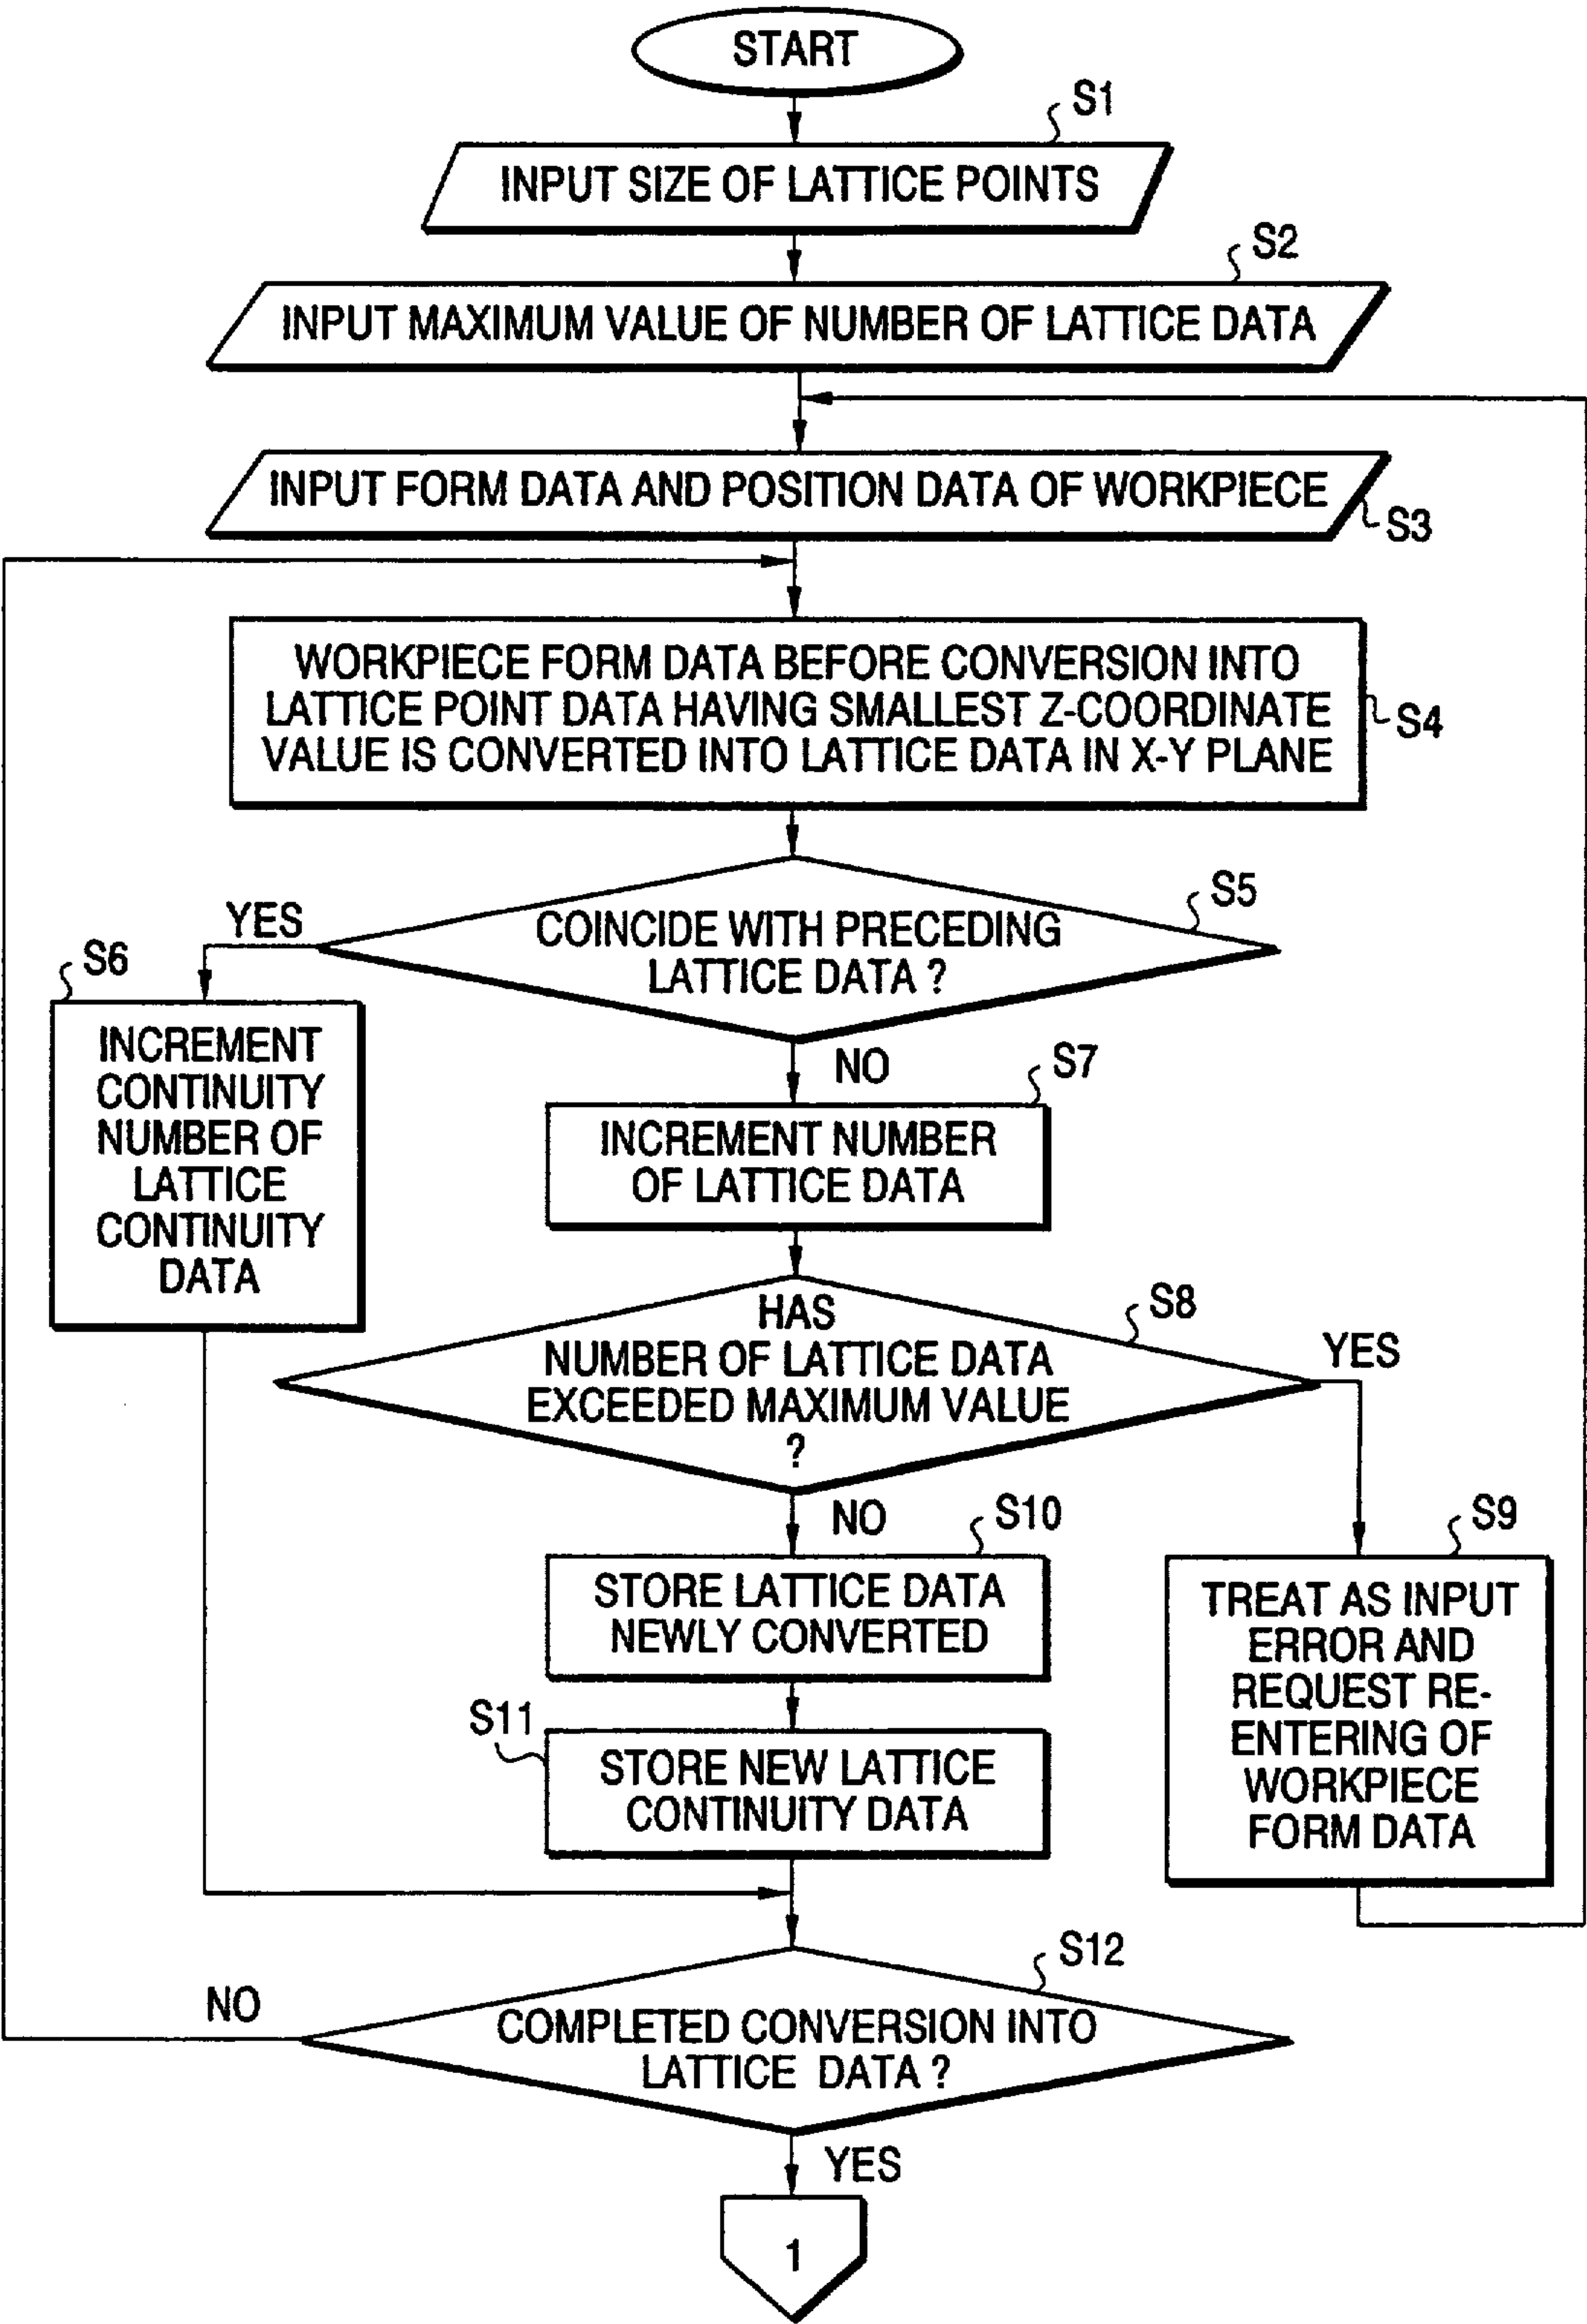 START
S1
INPUT SIZE OF LATTICE POINTS
S2
INPUT MAXIMUM VALUE OF NUMBER OF LATTICE DATA
INPUT FORM DATA AND POSITION DATA OF WORKPIECE
S3
WORKPIECE FORM DATA BEFORE CONVERSION INTO
LATTICE POINT DATA HAVING SMALLEST Z-COORDINATE
VALUE IS CONVERTED INTO LATTICE DATA IN X-Y PLANE
S4
S5
YES
COINCIDE WITH PRECEDING
LATTICE DATA ?
S6
INCREMENT
CONTINUITY
NUMBER OF
LATTICE
CONTINUITY
DATA
NO
S7
INCREMENT NUMBER
OF LATTICE DATA
S8
HAS
NUMBER OF LATTICE DATA
EXCEEDED MAXIMUM VALUE
?
YES
NO
S10
STORE LATTICE DATA
NEWLY CONVERTED
S9
TREAT AS INPUT
ERROR AND
REQUEST RE-
ENTERING OF
WORKPIECE
FORM DATA
S11
STORE NEW LATTICE
CONTINUITY DATA
S12
NO
COMPLETED CONVERSION INTO
LATTICE DATA ?
YES
1